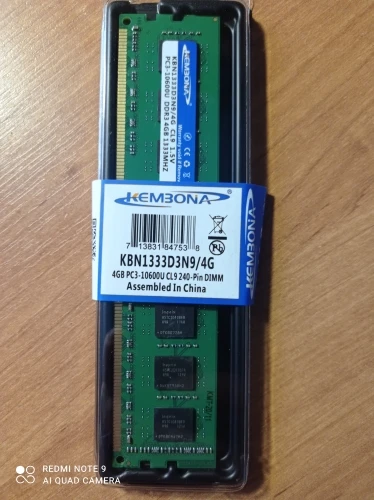 KEMBONA
KBN1333D3N9/4G CL9 1.5V
PC3-10600U DDR3 4GB 1333MHZ
KEMBONA®
7 13831 84753 8
KBN1333D3N9/4G
4GB PC3-10600U CL9 240-Pin DIMM
Assembled In China
REDMI NOTE 9
AI QUAD CAMERA